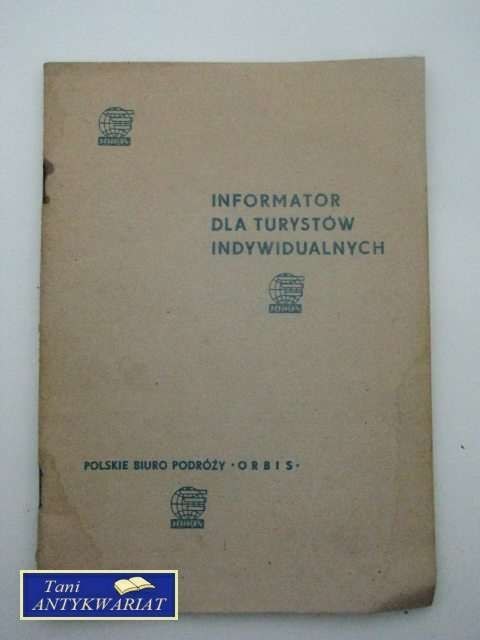 INFORMATOR
DLA TURYSTÓW
INDYWIDUALNYCH
POLSKIE BIURO PODRÓŻY · ORBIS ·
Tani
ANTYKWARIAT